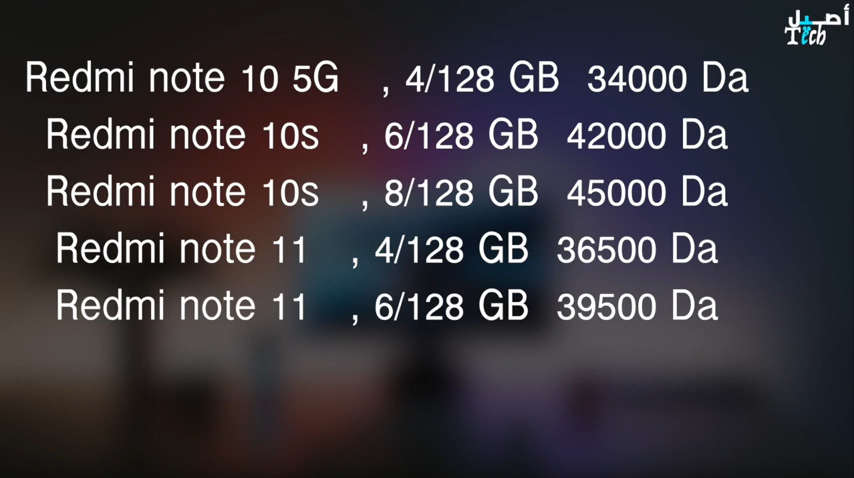 أصيل
Tech
Redmi note 10 5G , 4/128 GB 34000 Da
Redmi note 10s , 6/128 GB 42000 Da
Redmi note 10s , 8/128 GB 45000 Da
Redmi note 11 , 4/128 GB 36500 Da
Redmi note 11 , 6/128 GB 39500 Da